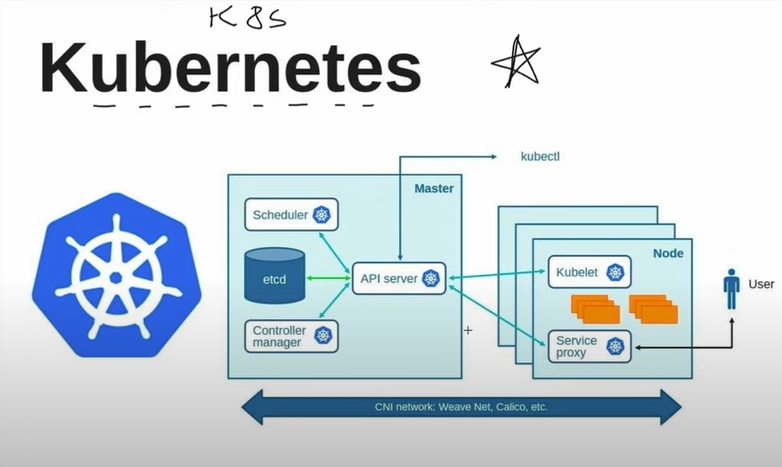 K8S
Kubernetes
kubectl
Master
Scheduler
etcd
API server
Controller
manager
Node
Kubelet
Service
proxy
User
CNI network: Weave Net, Calico, etc.